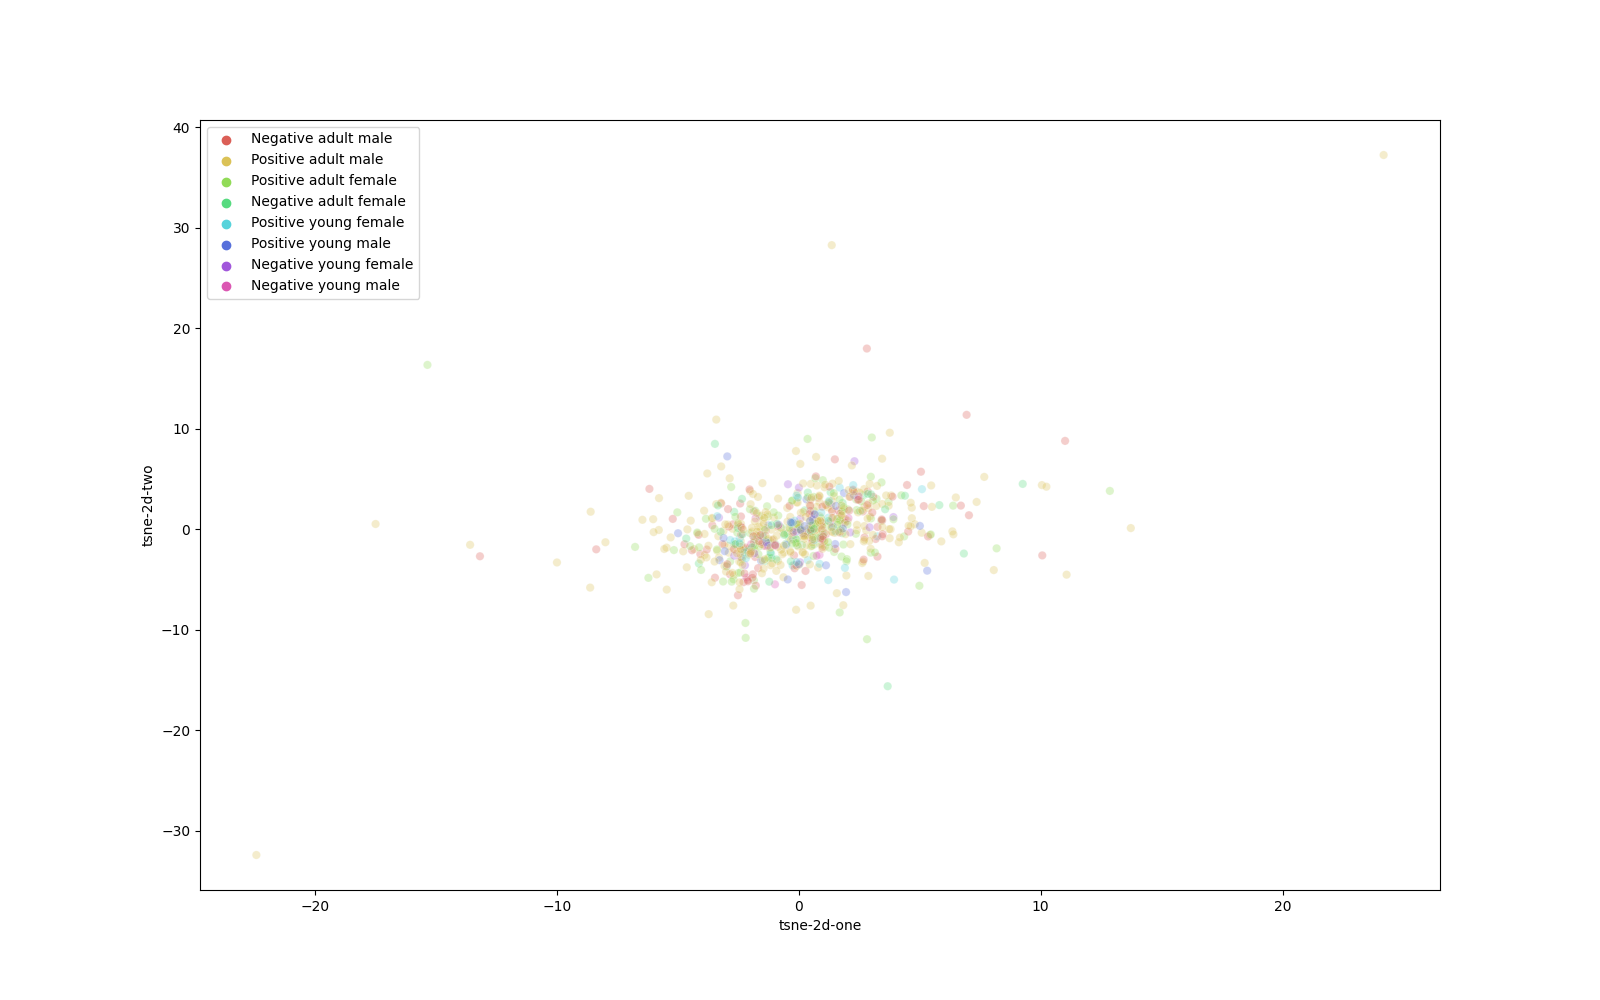 Negative adult male
Positive adult male
Positive adult female
Negative adult female
Positive young female
Positive young male
Negative young female
Negative young male
40
30
20
10
0
−10
−20
−30
tsne-2d-two
−20
−10
0
10
20
tsne-2d-one